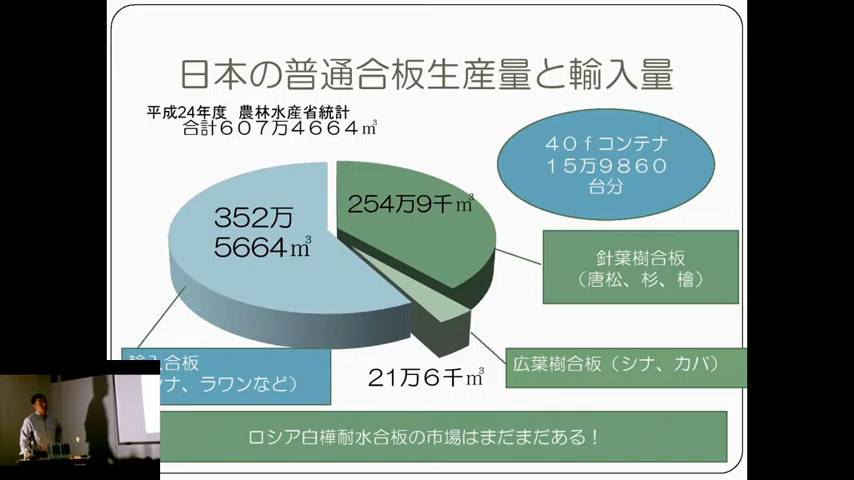 日本の普通合板生産量と輸入量
平成24年度 農林水産省統計
合計607万4664㎥
40fコンテナ
15万9860
台分
352万
5664㎥
254万9千㎥
針葉樹合板
(唐松、杉、檜)
入合板
ナ、ラワンなど)
21万6千㎥
広葉樹合板(シナ、カバ)
ロシア白樺耐水合板の市場はまだまだある!